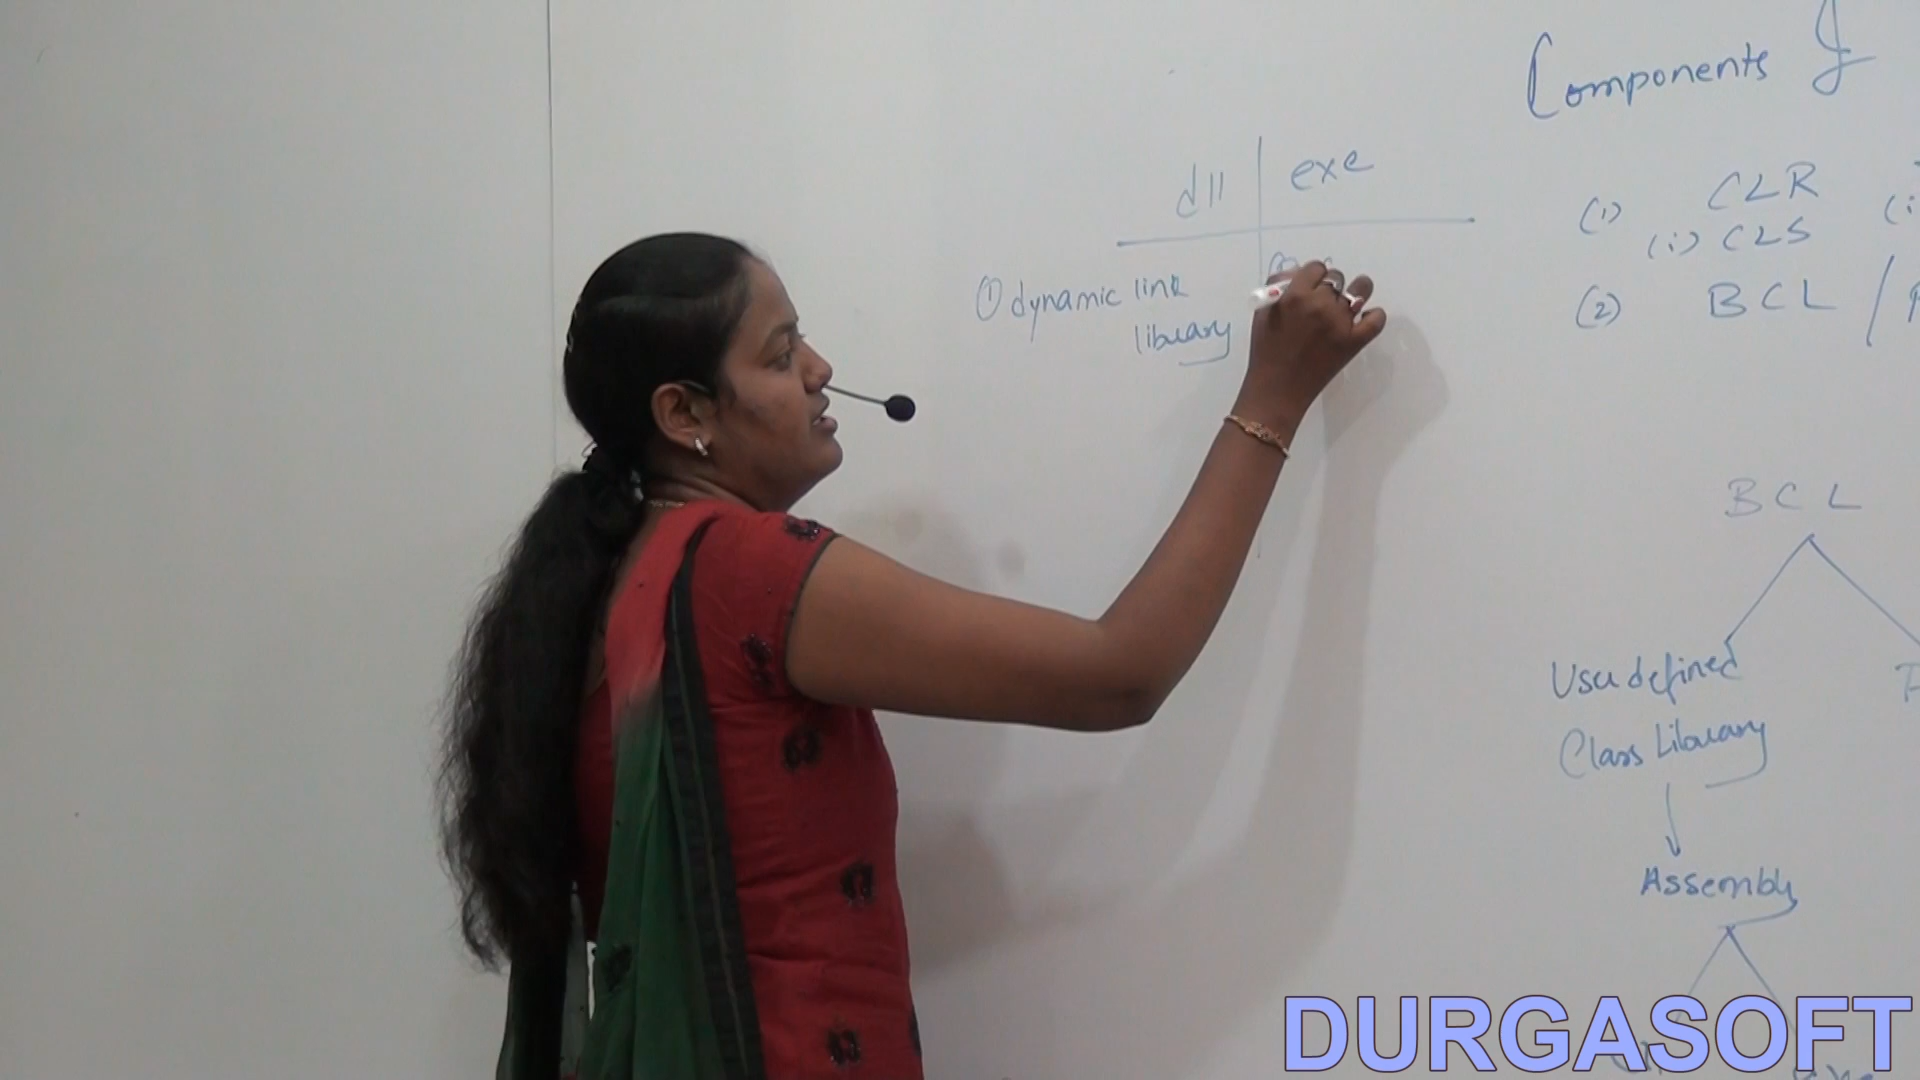 Components of
dll | exe
(1) CLR
(i) CLS
① dynamic link
library
(2) BCL /
BCL
User defined
Class Library
Assembly
DURGASOFT